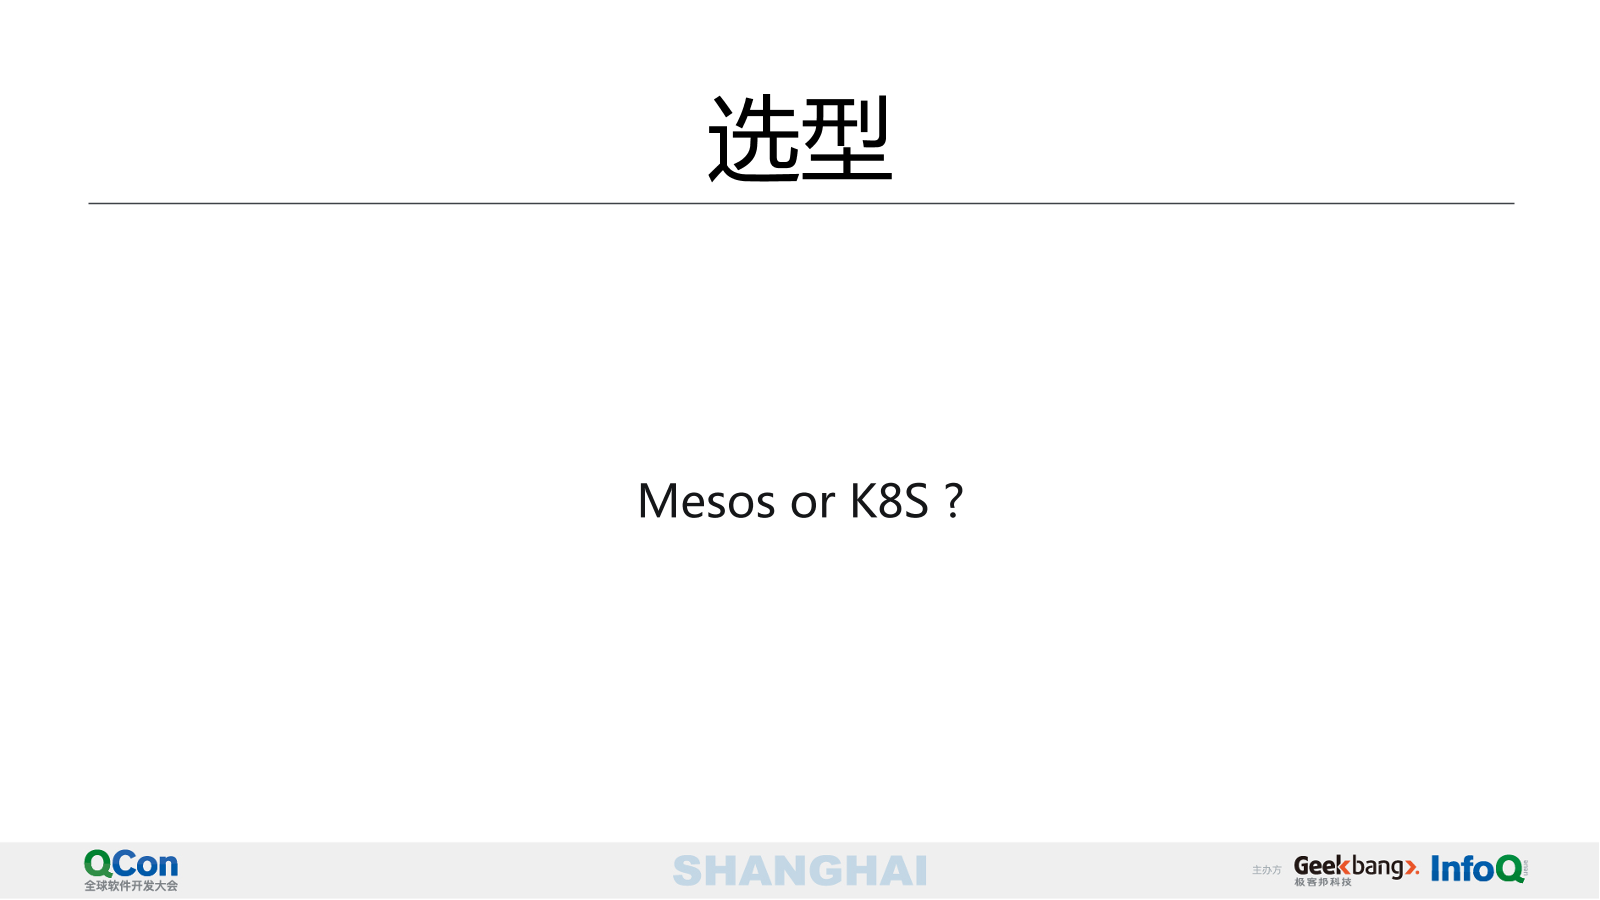 选型
Mesos or K8S ?
QCon
全球软件开发大会
SHANGHAI
主办方
Geekbang>.
极客邦科技
InfoQ